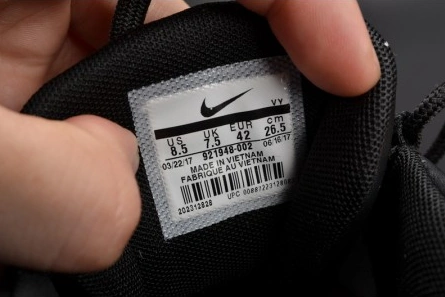 VY
US UK EUR cm
8.5 7.5 42 26.5
03/22/17 921948-002 06/16/17
MADE IN VIETNAM
FABRIQUE AU VIETNAM
202312828 UPC